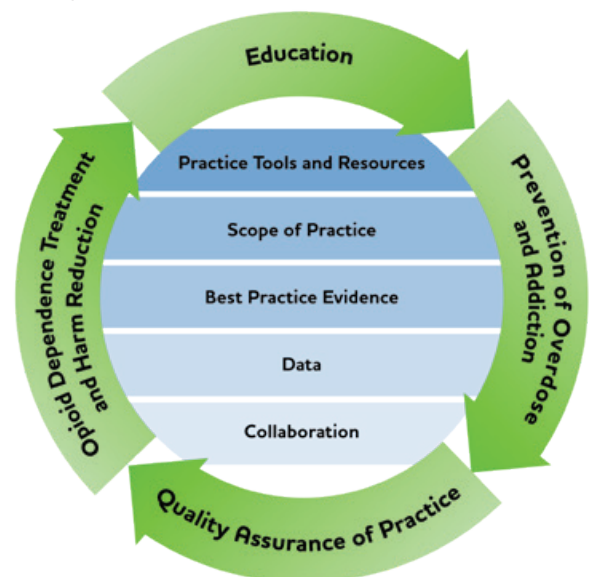 Education
Practice Tools and Resources
Scope of Practice
Best Practice Evidence
Data
Collaboration
Prevention of Overdose
and Addiction
Quality Assurance of Practice
Opioid Dependence Treatment
and Harm Reduction